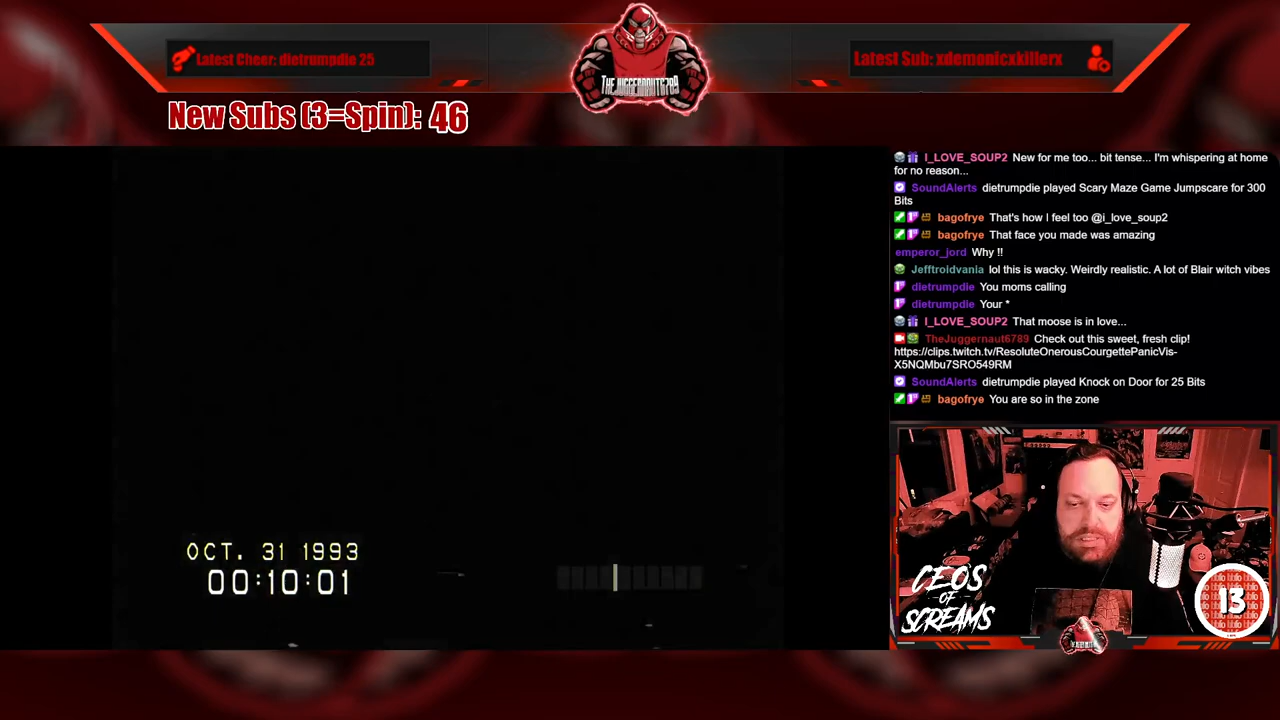 Latest Cheer: dietrumpdie 25
THEJUGGERNAUT6789
Latest Sub: xdemonicxkillerx
New Subs (3=Spin): 46
I_LOVE_SOUP2 New for me too... bit tense... I'm whispering at home
for no reason...
SoundAlerts dietrumpdie played Scary Maze Game Jumpscare for 300
Bits
bagofrye That's how I feel too @i_love_soup2
bagofrye That face you made was amazing
emperor_jord Why !!
Jefftroidvania lol this is wacky. Weirdly realistic. A lot of Blair witch vibes
dietrumpdie You moms calling
dietrumpdie Your *
I_LOVE_SOUP2 That moose is in love...
TheJuggernaut6789 Check out this sweet, fresh clip!
https://clips.twitch.tv/ResoluteOnerousCourgettePanicVis-
X5NQMbu7SRO549RM
SoundAlerts dietrumpdie played Knock on Door for 25 Bits
bagofrye You are so in the zone
OCT. 31 1993
00:10:01
CEOS
OF
SCREAMS
13